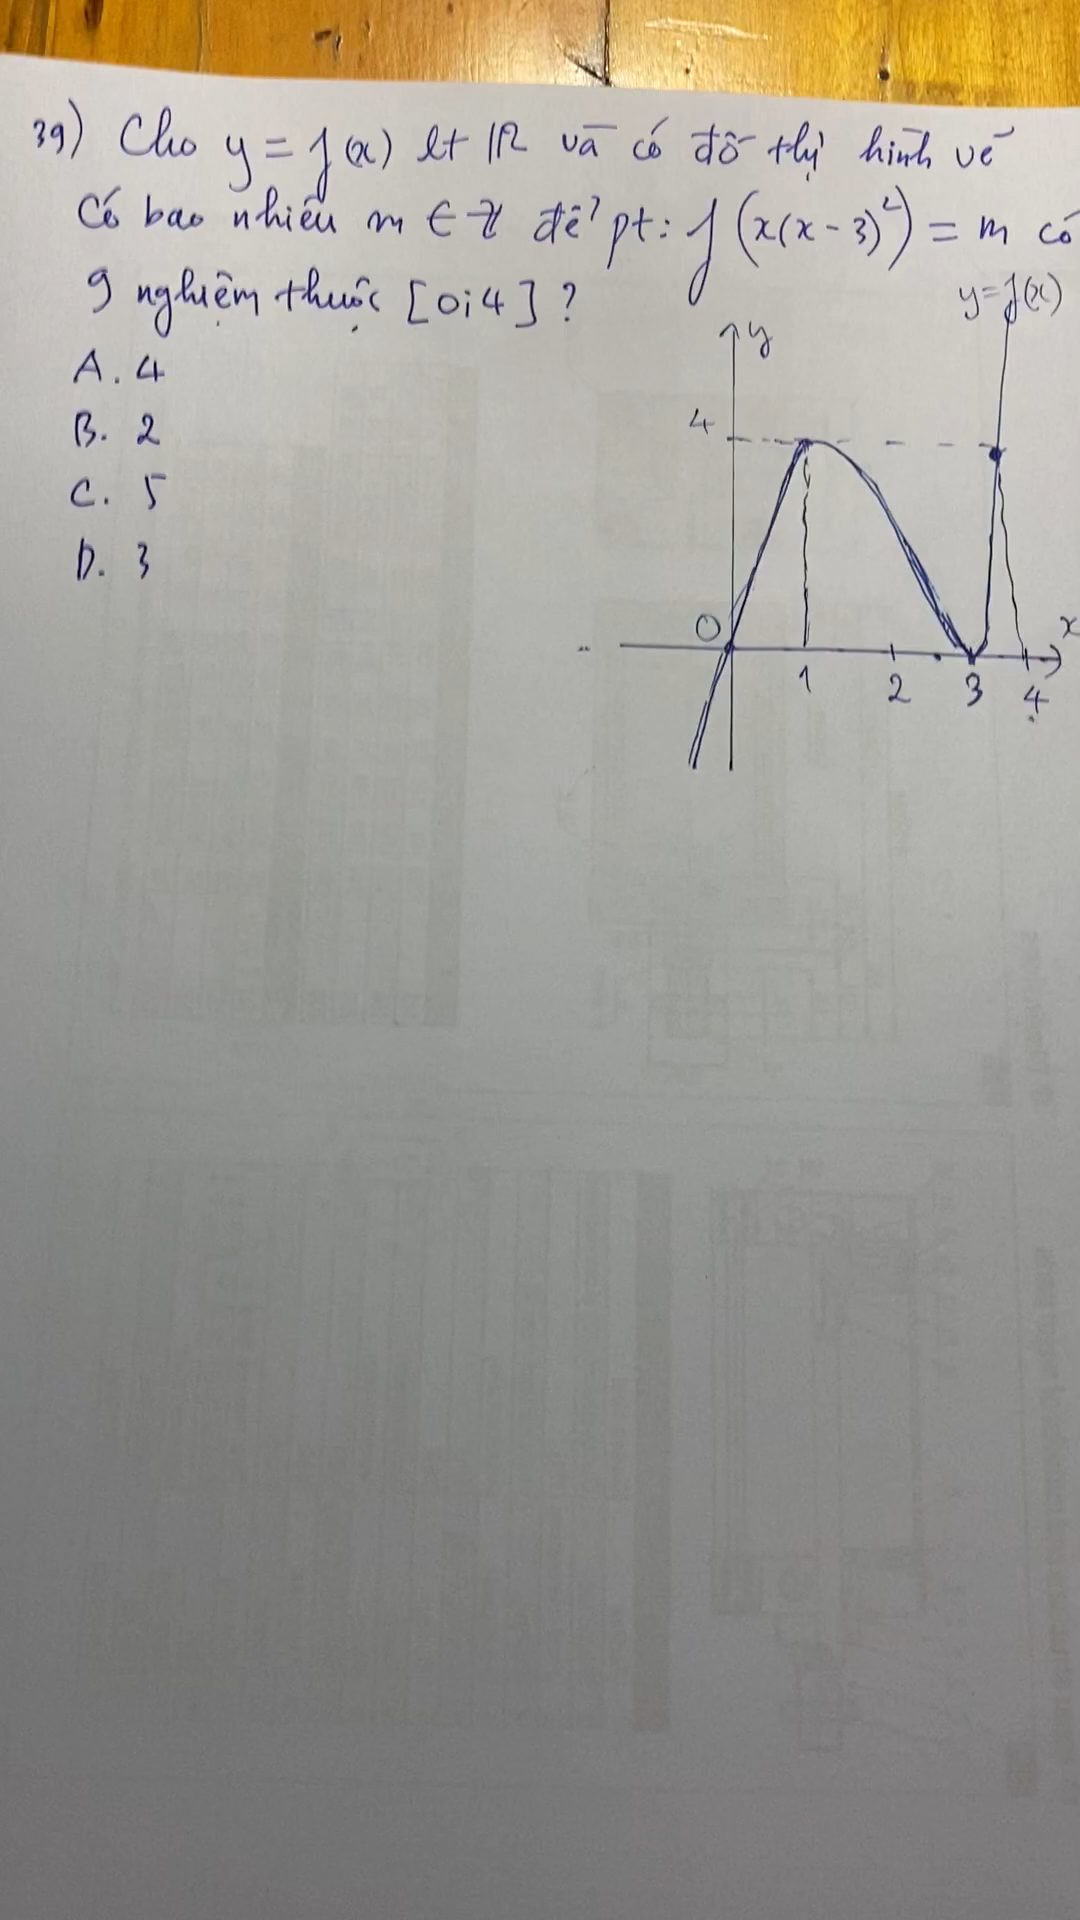 39) Cho y = f(x) lt ℝ và có đồ thị hình vẽ
Có bao nhiêu m ∈ ℤ để pt: f(x(x-3)²) = m có
9 nghiệm thuộc [0;4]?
A. 4
B. 2
C. 5
D. 3
y=f(x)
y
4
O
x
1
2
3
4